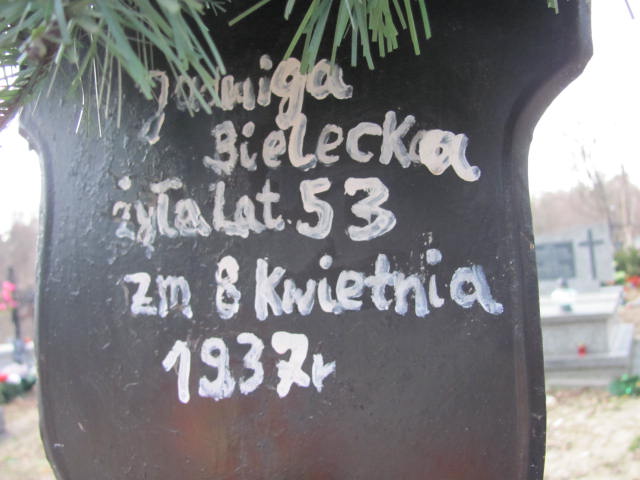 Jadwiga
Bielecka
żyła lat 53
zm 8 kwietnia
1937r